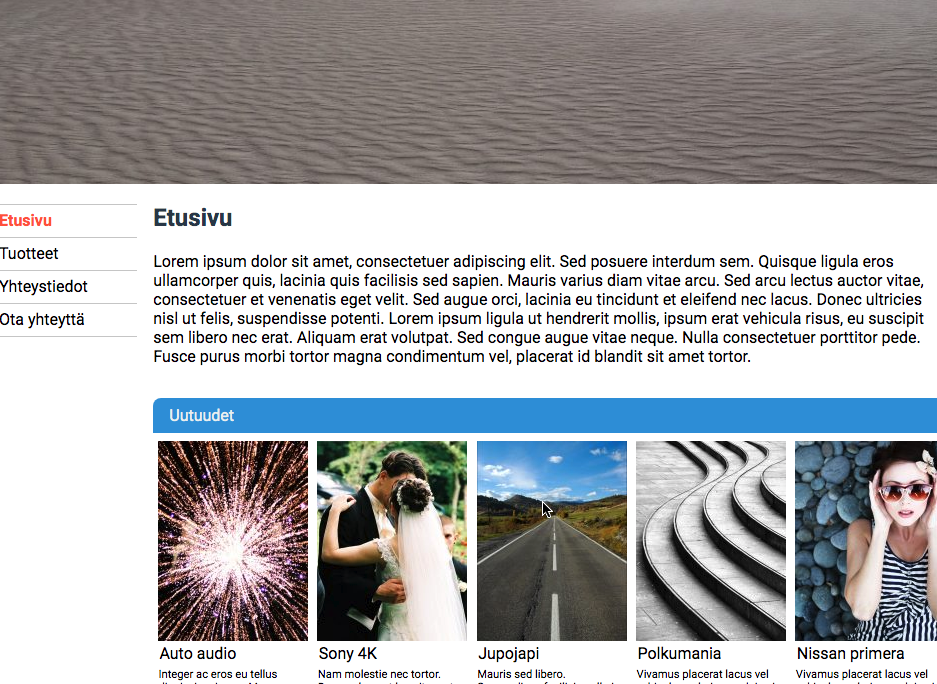 Etusivu
Tuotteet
Yhteystiedot
Ota yhteyttä
Etusivu
Lorem ipsum dolor sit amet, consectetuer adipiscing elit. Sed posuere interdum sem. Quisque ligula eros
ullamcorper quis, lacinia quis facilisis sed sapien. Mauris varius diam vitae arcu. Sed arcu lectus auctor vitae,
consectetuer et venenatis eget velit. Sed augue orci, lacinia eu tincidunt et eleifend nec lacus. Donec ultricies
nisl ut felis, suspendisse potenti. Lorem ipsum ligula ut hendrerit mollis, ipsum erat vehicula risus, eu suscipit
sem libero nec erat. Aliquam erat volutpat. Sed congue augue vitae neque. Nulla consectetuer porttitor pede.
Fusce purus morbi tortor magna condimentum vel, placerat id blandit sit amet tortor.
Uutuudet
Auto audio
Sony 4K
Jupojapi
Polkumania
Nissan primera
Integer ac eros eu tellus
Nam molestie nec tortor.
Mauris sed libero.
Vivamus placerat lacus vel
Vivamus placerat lacus vel